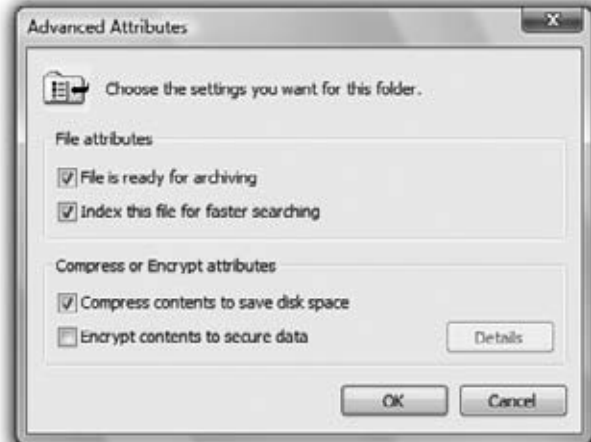 Advanced Attributes
Choose the settings you want for this folder.
File attributes
File is ready for archiving
Index this file for faster searching
Compress or Encrypt attributes
Compress contents to save disk space
Encrypt contents to secure data
Details
OK
Cancel